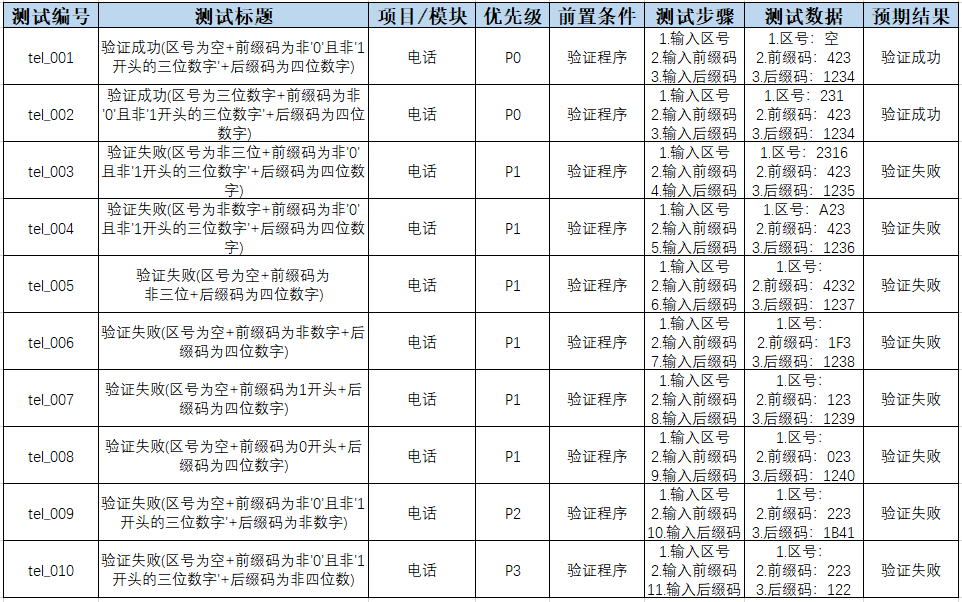 测试编号 测试标题 项目/模块 优先级 前置条件 测试步骤 测试数据 预期结果
tel_001 验证成功(区号为空+前缀码为非'0'且非'1开头的三位数字'+后缀码为四位数字) 电话 P0 验证程序 1.输入区号 2.输入前缀码 3.输入后缀码 1.区号：空 2.前缀码：423 3.后缀码：1234 验证成功
tel_002 验证成功(区号为三位数字+前缀码为非'0'且非'1开头的三位数字'+后缀码为四位数字) 电话 P0 验证程序 1.输入区号 2.输入前缀码 3.输入后缀码 1.区号：231 2.前缀码：423 3.后缀码：1234 验证成功
tel_003 验证失败(区号为非三位+前缀码为非'0'且非'1开头的三位数字'+后缀码为四位数字) 电话 P1 验证程序 1.输入区号 2.输入前缀码 4.输入后缀码 1.区号：2316 2.前缀码：423 3.后缀码：1235 验证失败
tel_004 验证失败(区号为非数字+前缀码为非'0'且非'1开头的三位数字'+后缀码为四位数字) 电话 P1 验证程序 1.输入区号 2.输入前缀码 5.输入后缀码 1.区号：A23 2.前缀码：423 3.后缀码：1236 验证失败
tel_005 验证失败(区号为空+前缀码为非三位+后缀码为四位数字) 电话 P1 验证程序 1.输入区号 2.输入前缀码 6.输入后缀码 1.区号： 2.前缀码：4232 3.后缀码：1237 验证失败
tel_006 验证失败(区号为空+前缀码为非数字+后缀码为四位数字) 电话 P1 验证程序 1.输入区号 2.输入前缀码 7.输入后缀码 1.区号： 2.前缀码：1F3 3.后缀码：1238 验证失败
tel_007 验证失败(区号为空+前缀码为1开头+后缀码为四位数字) 电话 P1 验证程序 1.输入区号 2.输入前缀码 8.输入后缀码 1.区号： 2.前缀码：123 3.后缀码：1239 验证失败
tel_008 验证失败(区号为空+前缀码为0开头+后缀码为四位数字) 电话 P1 验证程序 1.输入区号 2.输入前缀码 9.输入后缀码 1.区号： 2.前缀码：023 3.后缀码：1240 验证失败
tel_009 验证失败(区号为空+前缀码为非'0'且非'1开头的三位数字'+后缀码为非数字) 电话 P2 验证程序 1.输入区号 2.输入前缀码 10.输入后缀码 1.区号： 2.前缀码：223 3.后缀码：1B41 验证失败
tel_010 验证失败(区号为空+前缀码为非'0'且非'1开头的三位数字'+后缀码为非四位数) 电话 P3 验证程序 1.输入区号 2.输入前缀码 11.输入后缀码 1.区号： 2.前缀码：223 3.后缀码：122 验证失败